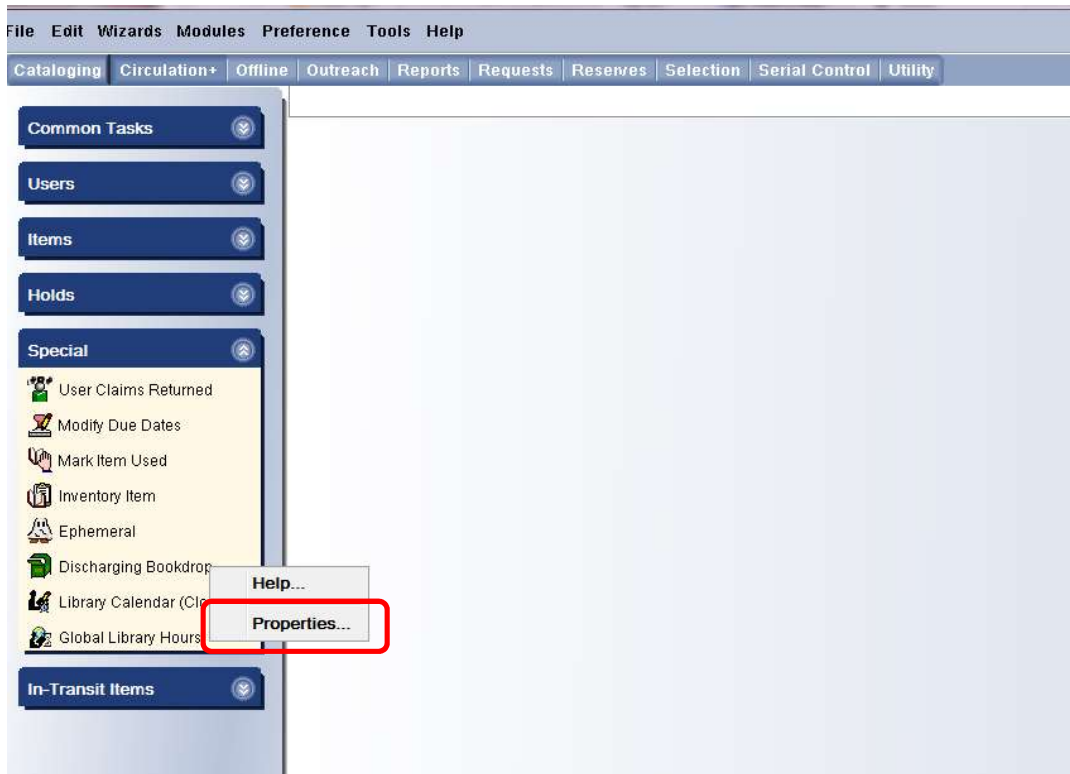 File Edit Wizards Modules Preference Tools Help
Cataloging Circulation+ Offline Outreach Reports Requests Reserves Selection Serial Control Utility
Common Tasks
Users
Items
Holds
Special
User Claims Returned
Modify Due Dates
Mark Item Used
Inventory Item
Ephemeral
Discharging Bookdrop
Help...
Library Calendar (Clo
Properties...
Global Library Hours
In-Transit Items